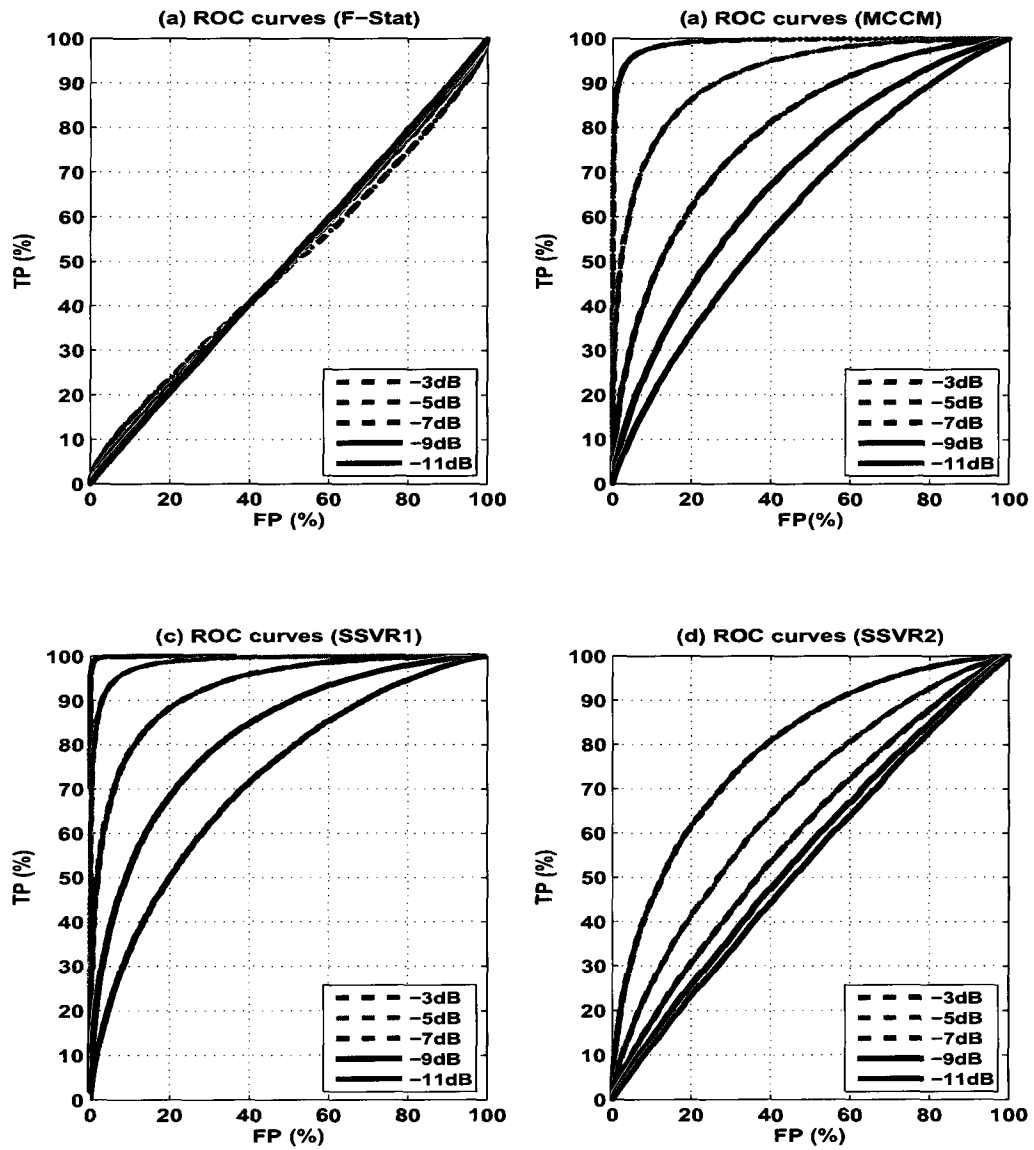 (a) ROC curves (F-Stat)
100
90
80
70
60
50
40
30
20
10
0
TP (%)
0 20 40 60 80 100
FP (%)
-3dB
-5dB
-7dB
-9dB
-11dB
(a) ROC curves (MCCM)
100
90
80
70
60
50
40
30
20
10
0
TP (%)
0 20 40 60 80 100
FP(%)
-3dB
-5dB
-7dB
-9dB
-11dB
(c) ROC curves (SSVR1)
100
90
80
70
60
50
40
30
20
10
0
TP (%)
0 20 40 60 80 100
FP (%)
-3dB
-5dB
-7dB
-9dB
-11dB
(d) ROC curves (SSVR2)
100
90
80
70
60
50
40
30
20
10
0
TP (%)
0 20 40 60 80 100
FP (%)
-3dB
-5dB
-7dB
-9dB
-11dB